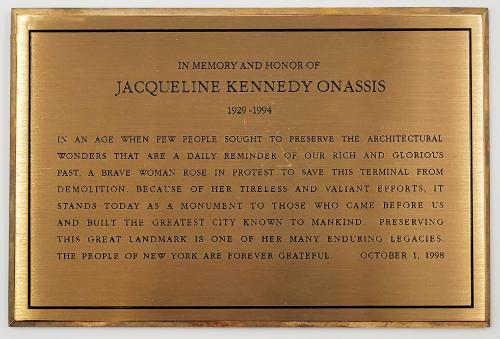 IN MEMORY AND HONOR OF
JACQUELINE KENNEDY ONASSIS
1929-1994
IN AN AGE WHEN FEW PEOPLE SOUGHT TO PRESERVE THE ARCHITECTURAL
WONDERS THAT ARE A DAILY REMINDER OF OUR RICH AND GLORIOUS
PAST, A BRAVE WOMAN ROSE IN PROTEST TO SAVE THIS TERMINAL FROM
DEMOLITION. BECAUSE OF HER TIRELESS AND VALIANT EFFORTS, IT
STANDS TODAY AS A MONUMENT TO THOSE WHO CAME BEFORE US
AND BUILT THE GREATEST CITY KNOWN TO MANKIND. PRESERVING
THIS GREAT LANDMARK IS ONE OF HER MANY ENDURING LEGACIES.
THE PEOPLE OF NEW YORK ARE FOREVER GRATEFUL. OCTOBER 1, 1998